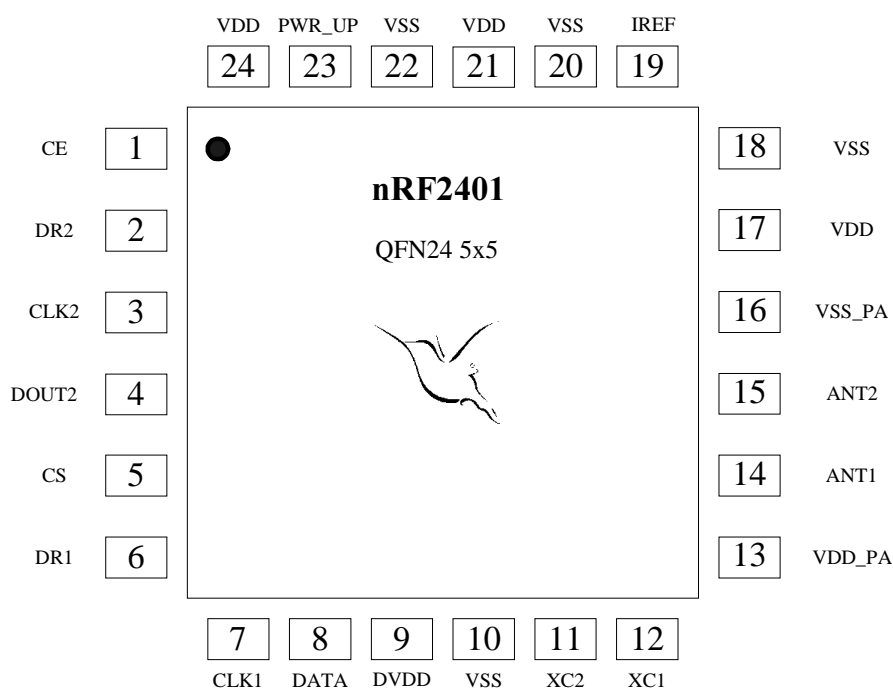 VDD PWR_UP VSS VDD VSS IREF
24 23 22 21 20 19
CE 1
DR2 2
CLK2 3
DOUT2 4
CS 5
DR1 6
nRF2401
QFN24 5x5
18 VSS
17 VDD
16 VSS_PA
15 ANT2
14 ANT1
13 VDD_PA
7 8 9 10 11 12
CLK1 DATA DVDD VSS XC2 XC1